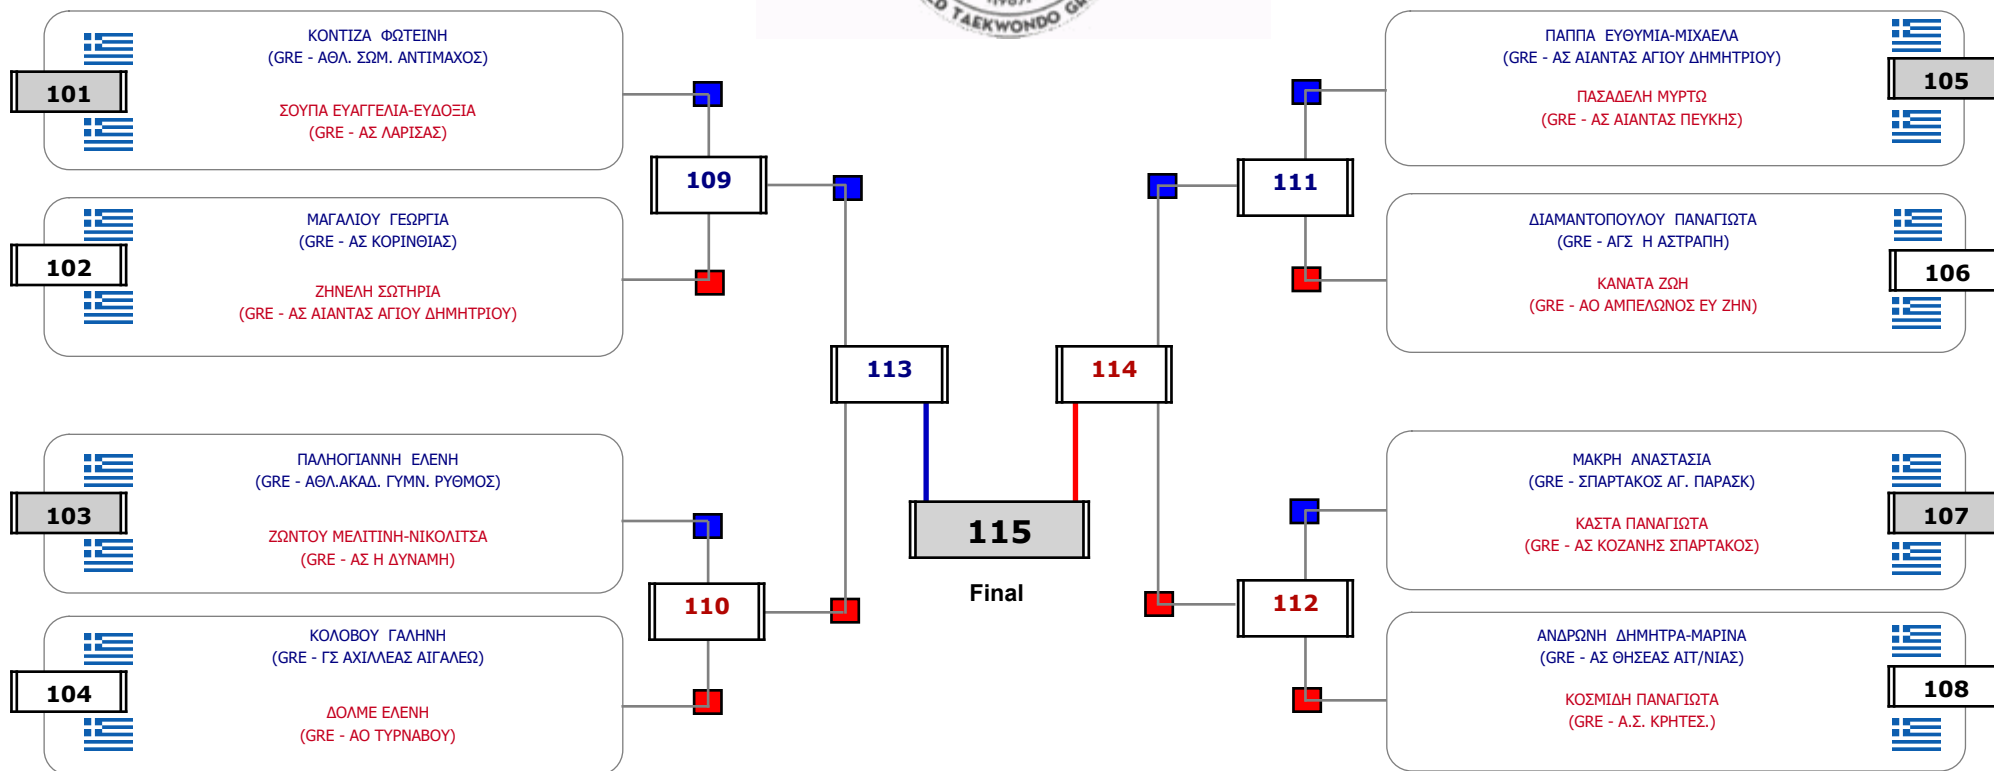 ED TAEKWONDO GR
101
ΚΟΝΤΙΖΑ ΦΩΤΕΙΝΗ
(GRE - ΑΘΛ. ΣΩΜ. ΑΝΤΙΜΑΧΟΣ)
ΣΟΥΠΑ ΕΥΑΓΓΕΛΙΑ-ΕΥΔΟΞΙΑ
(GRE - ΑΣ ΛΑΡΙΣΑΣ)
102
ΜΑΓΑΛΙΟΥ ΓΕΩΡΓΙΑ
(GRE - ΑΣ ΚΟΡΙΝΘΙΑΣ)
ΖΗΝΕΛΗ ΣΩΤΗΡΙΑ
(GRE - ΑΣ ΑΙΑΝΤΑΣ ΑΓΙΟΥ ΔΗΜΗΤΡΙΟΥ)
103
ΠΑΛΗΟΓΙΑΝΝΗ ΕΛΕΝΗ
(GRE - ΑΘΛ.ΑΚΑΔ. ΓΥΜΝ. ΡΥΘΜΟΣ)
ΖΩΝΤΟΥ ΜΕΛΙΤΙΝΗ-ΝΙΚΟΛΙΤΣΑ
(GRE - ΑΣ Η ΔΥΝΑΜΗ)
104
ΚΟΛΟΒΟΥ ΓΑΛΗΝΗ
(GRE - ΓΣ ΑΧΙΛΛΕΑΣ ΑΙΓΑΛΕΩ)
ΔΟΛΜΕ ΕΛΕΝΗ
(GRE - ΑΟ ΤΥΡΝΑΒΟΥ)
109
110
113
115
Final
114
111
112
ΠΑΠΠΑ ΕΥΘΥΜΙΑ-ΜΙΧΑΕΛΑ
(GRE - ΑΣ ΑΙΑΝΤΑΣ ΑΓΙΟΥ ΔΗΜΗΤΡΙΟΥ)
105
ΠΑΣΑΔΕΛΗ ΜΥΡΤΩ
(GRE - ΑΣ ΑΙΑΝΤΑΣ ΠΕΥΚΗΣ)
ΔΙΑΜΑΝΤΟΠΟΥΛΟΥ ΠΑΝΑΓΙΩΤΑ
(GRE - ΑΓΣ Η ΑΣΤΡΑΠΗ)
106
ΚΑΝΑΤΑ ΖΩΗ
(GRE - ΑΟ ΑΜΠΕΛΩΝΟΣ ΕΥ ΖΗΝ)
ΜΑΚΡΗ ΑΝΑΣΤΑΣΙΑ
(GRE - ΣΠΑΡΤΑΚΟΣ ΑΓ. ΠΑΡΑΣΚ)
107
ΚΑΣΤΑ ΠΑΝΑΓΙΩΤΑ
(GRE - ΑΣ ΚΟΖΑΝΗΣ ΣΠΑΡΤΑΚΟΣ)
ΑΝΔΡΩΝΗ ΔΗΜΗΤΡΑ-ΜΑΡΙΝΑ
(GRE - ΑΣ ΘΗΣΕΑΣ ΑΙΤ/ΝΙΑΣ)
108
ΚΟΣΜΙΔΗ ΠΑΝΑΓΙΩΤΑ
(GRE - Α.Σ. ΚΡΗΤΕΣ.)